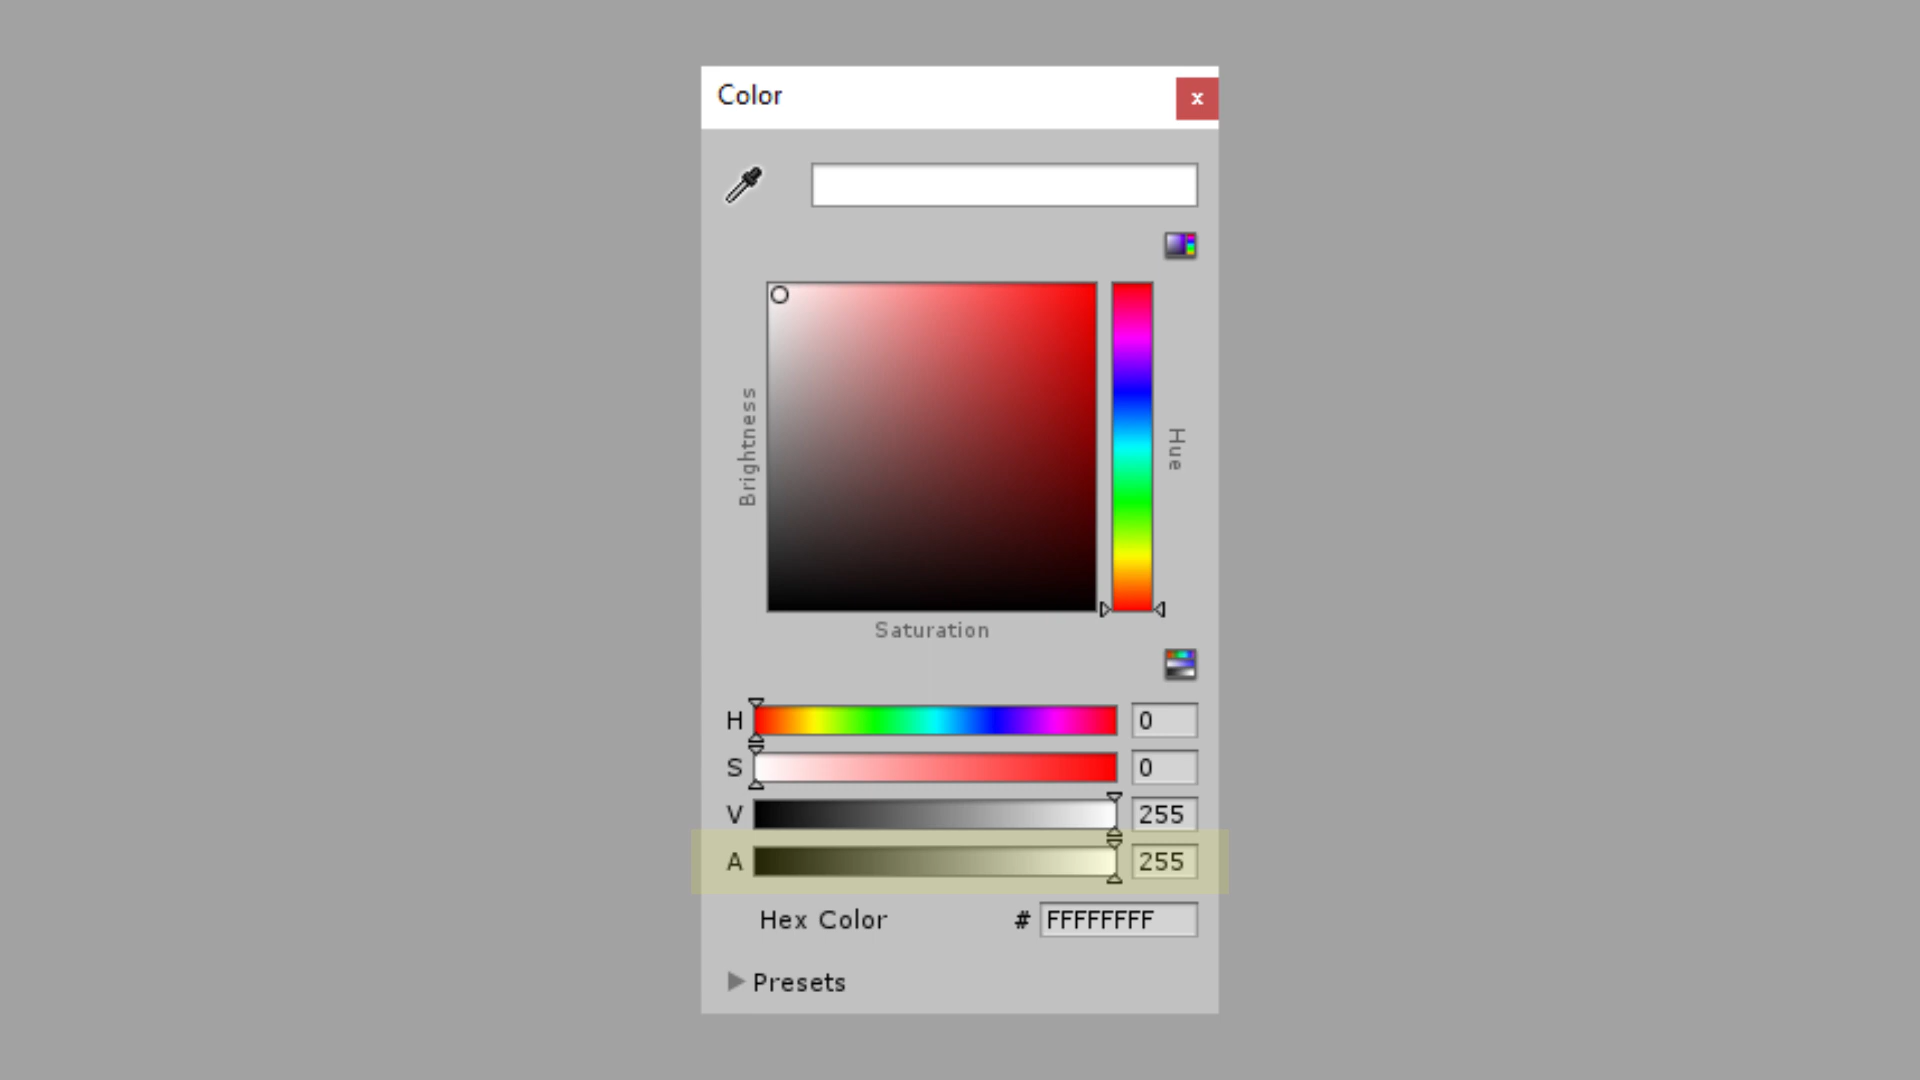 Color
x
Brightness
Hue
Saturation
H 0
S 0
V 255
A 255
Hex Color # FFFFFFFF
Presets